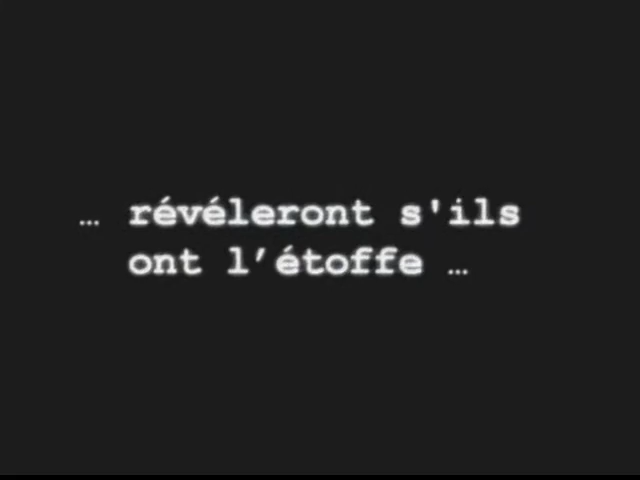 … révéleront s'ils
ont l’étoffe …